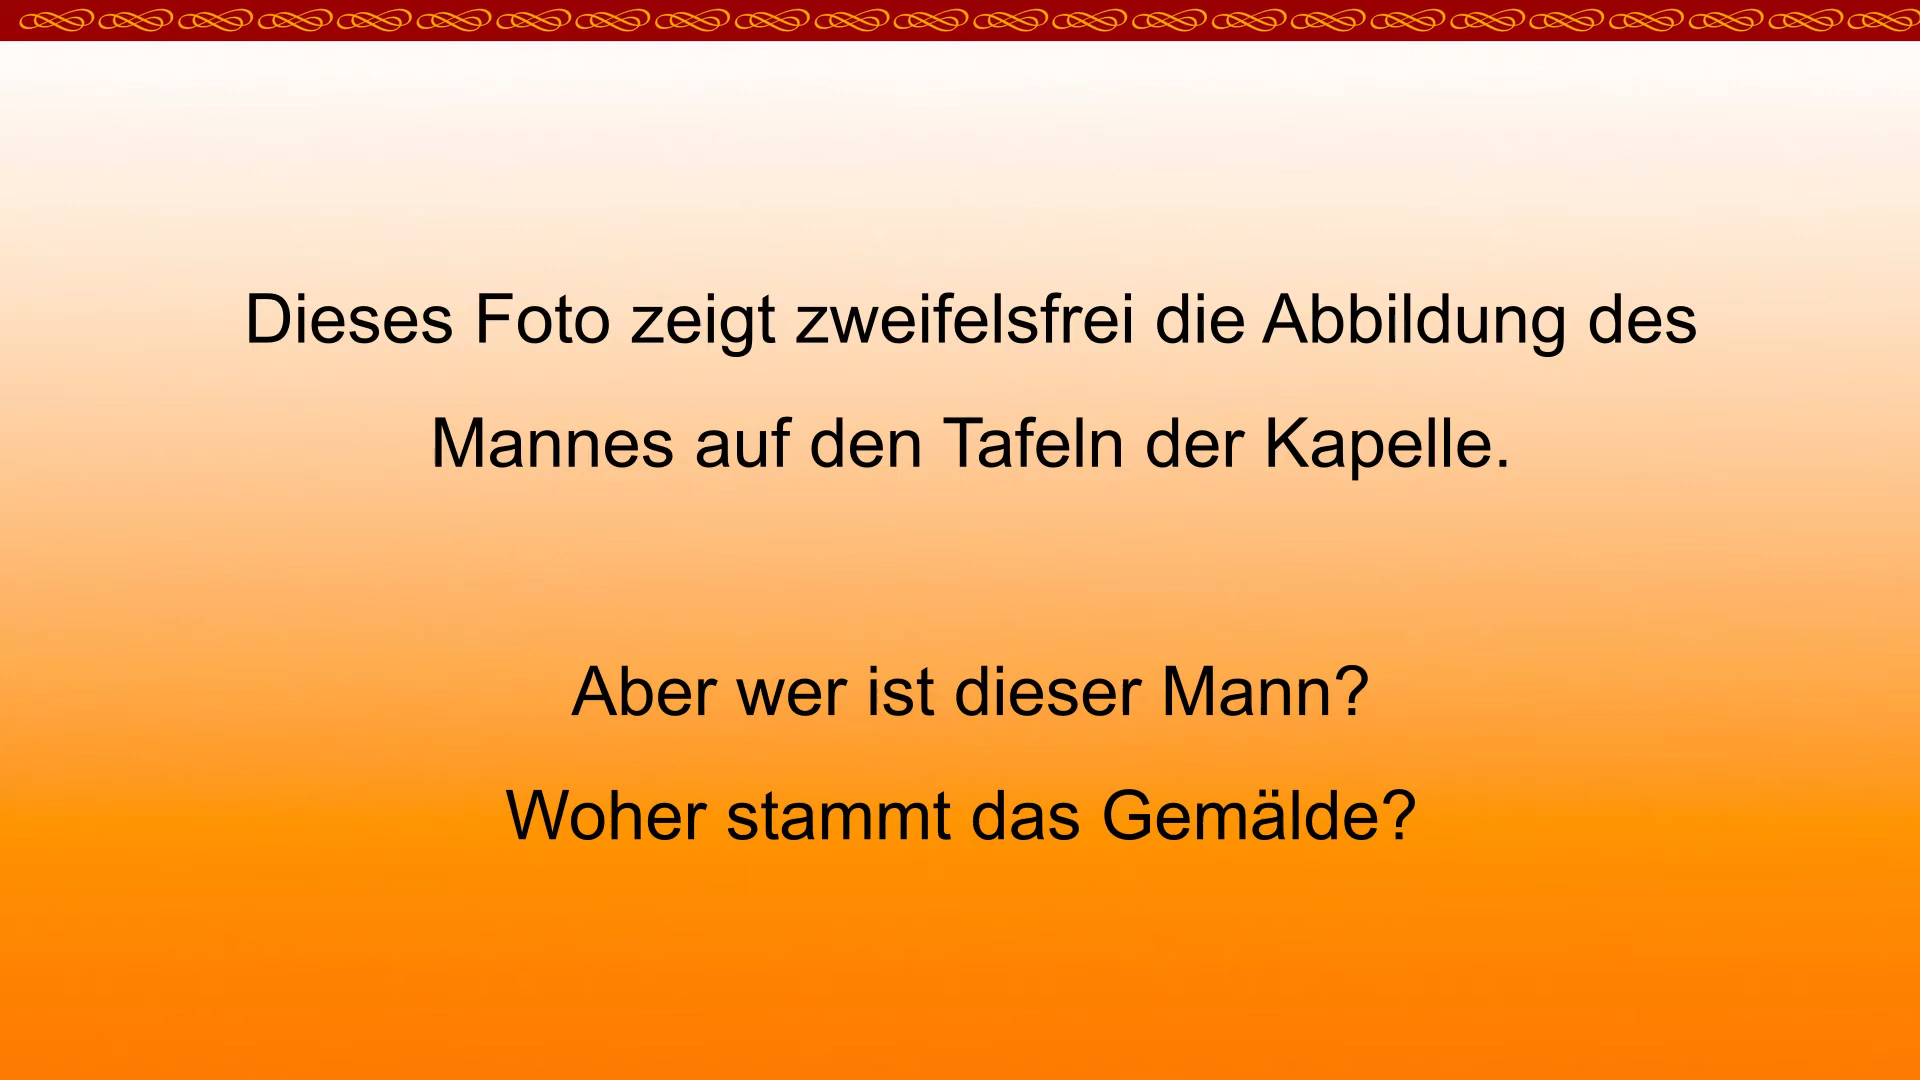 Dieses Foto zeigt zweifelsfrei die Abbildung des
Mannes auf den Tafeln der Kapelle.
Aber wer ist dieser Mann?
Woher stammt das Gemälde?